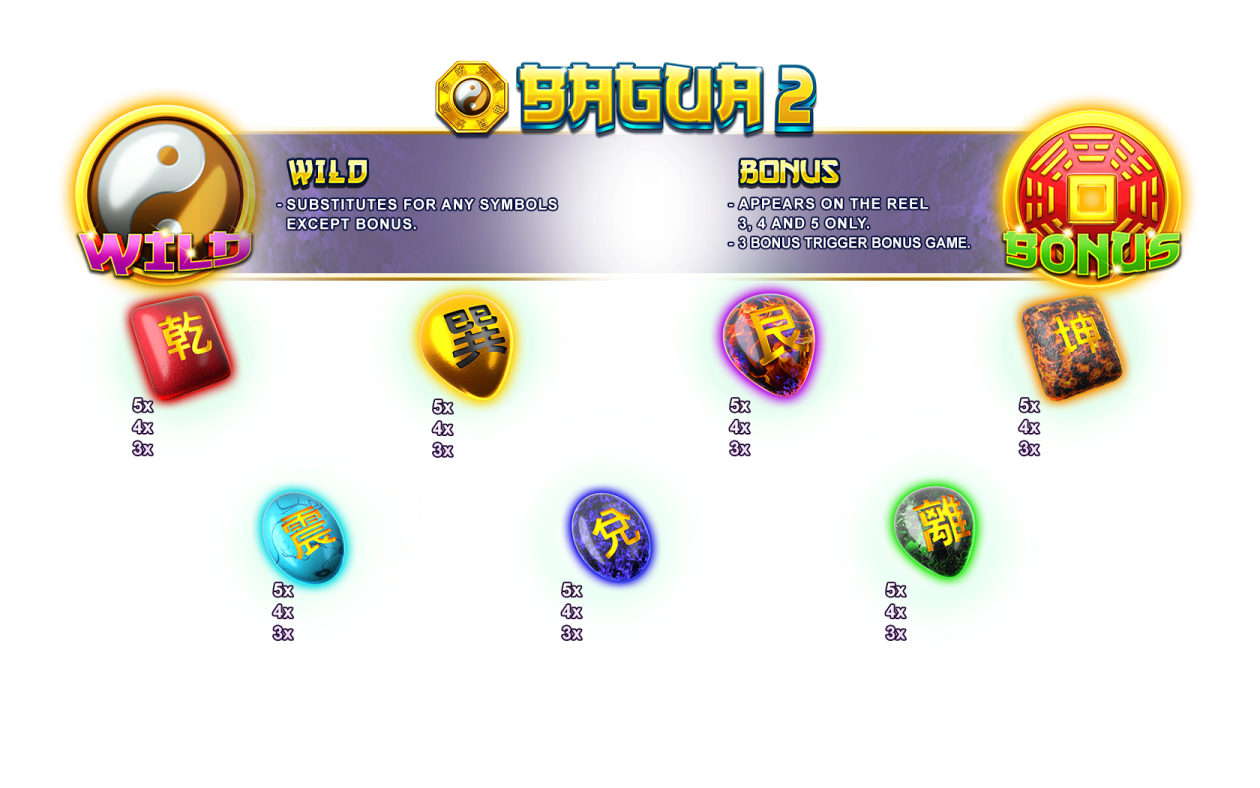 BAGUA 2
WILD
- SUBSTITUTES FOR ANY SYMBOLS
EXCEPT BONUS.
BONUS
- APPEARS ON THE REEL
3, 4 AND 5 ONLY.
- 3 BONUS TRIGGER BONUS GAME.
WILD
BONUS
乾
5x
4x
3x
巽
5x
4x
3x
艮
5x
4x
3x
坤
5x
4x
3x
震
5x
4x
3x
兌
5x
4x
3x
離
5x
4x
3x